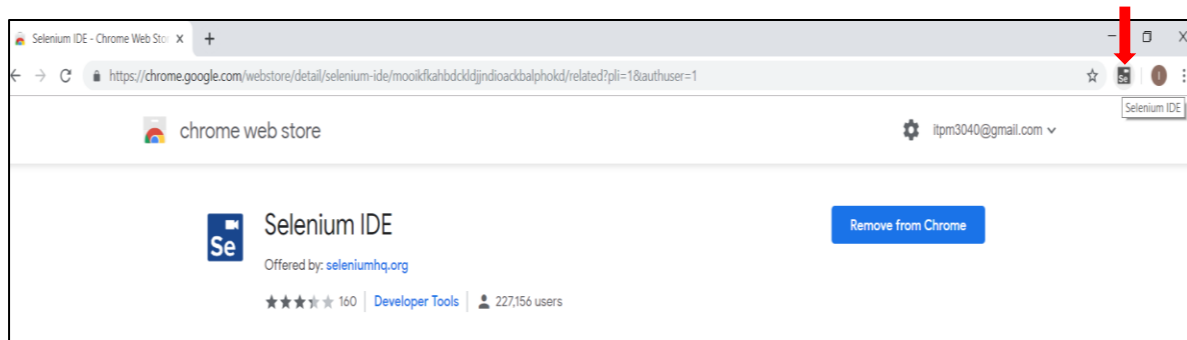 Selenium IDE - Chrome Web Sto
https://chrome.google.com/webstore/detail/selenium-ide/mooikfkahbdckldjjndioackbalphokd/related?pli=1&authuser=1
Se
I
Selenium IDE
chrome web store
itpm3040@gmail.com
Se
Selenium IDE
Remove from Chrome
Offered by: seleniumhq.org
160
Developer Tools
227,156 users